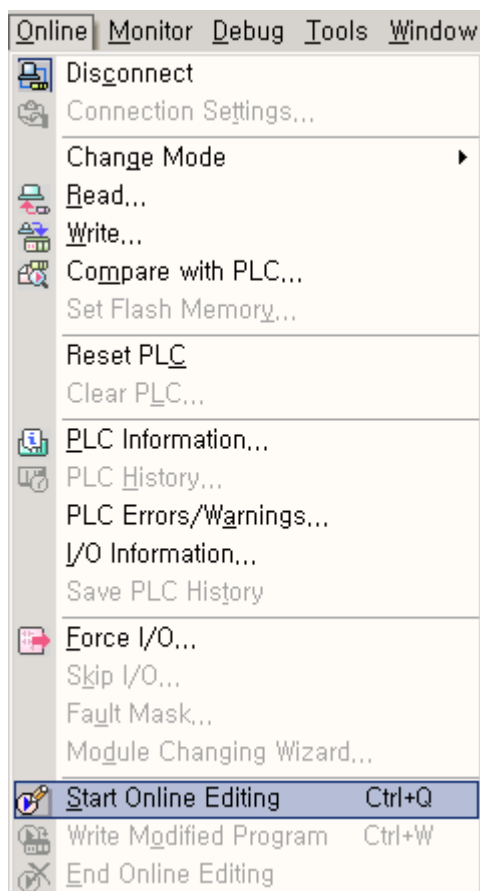 Online Monitor Debug Tools Window
Disconnect
Connection Settings...
Change Mode
Read...
Write...
Compare with PLC...
Set Flash Memory...
Reset PLC
Clear PLC...
PLC Information...
PLC History...
PLC Errors/Warnings...
I/O Information...
Save PLC History
Force I/O...
Skip I/O...
Fault Mask...
Module Changing Wizard...
Start Online Editing Ctrl+Q
Write Modified Program Ctrl+W
End Online Editing